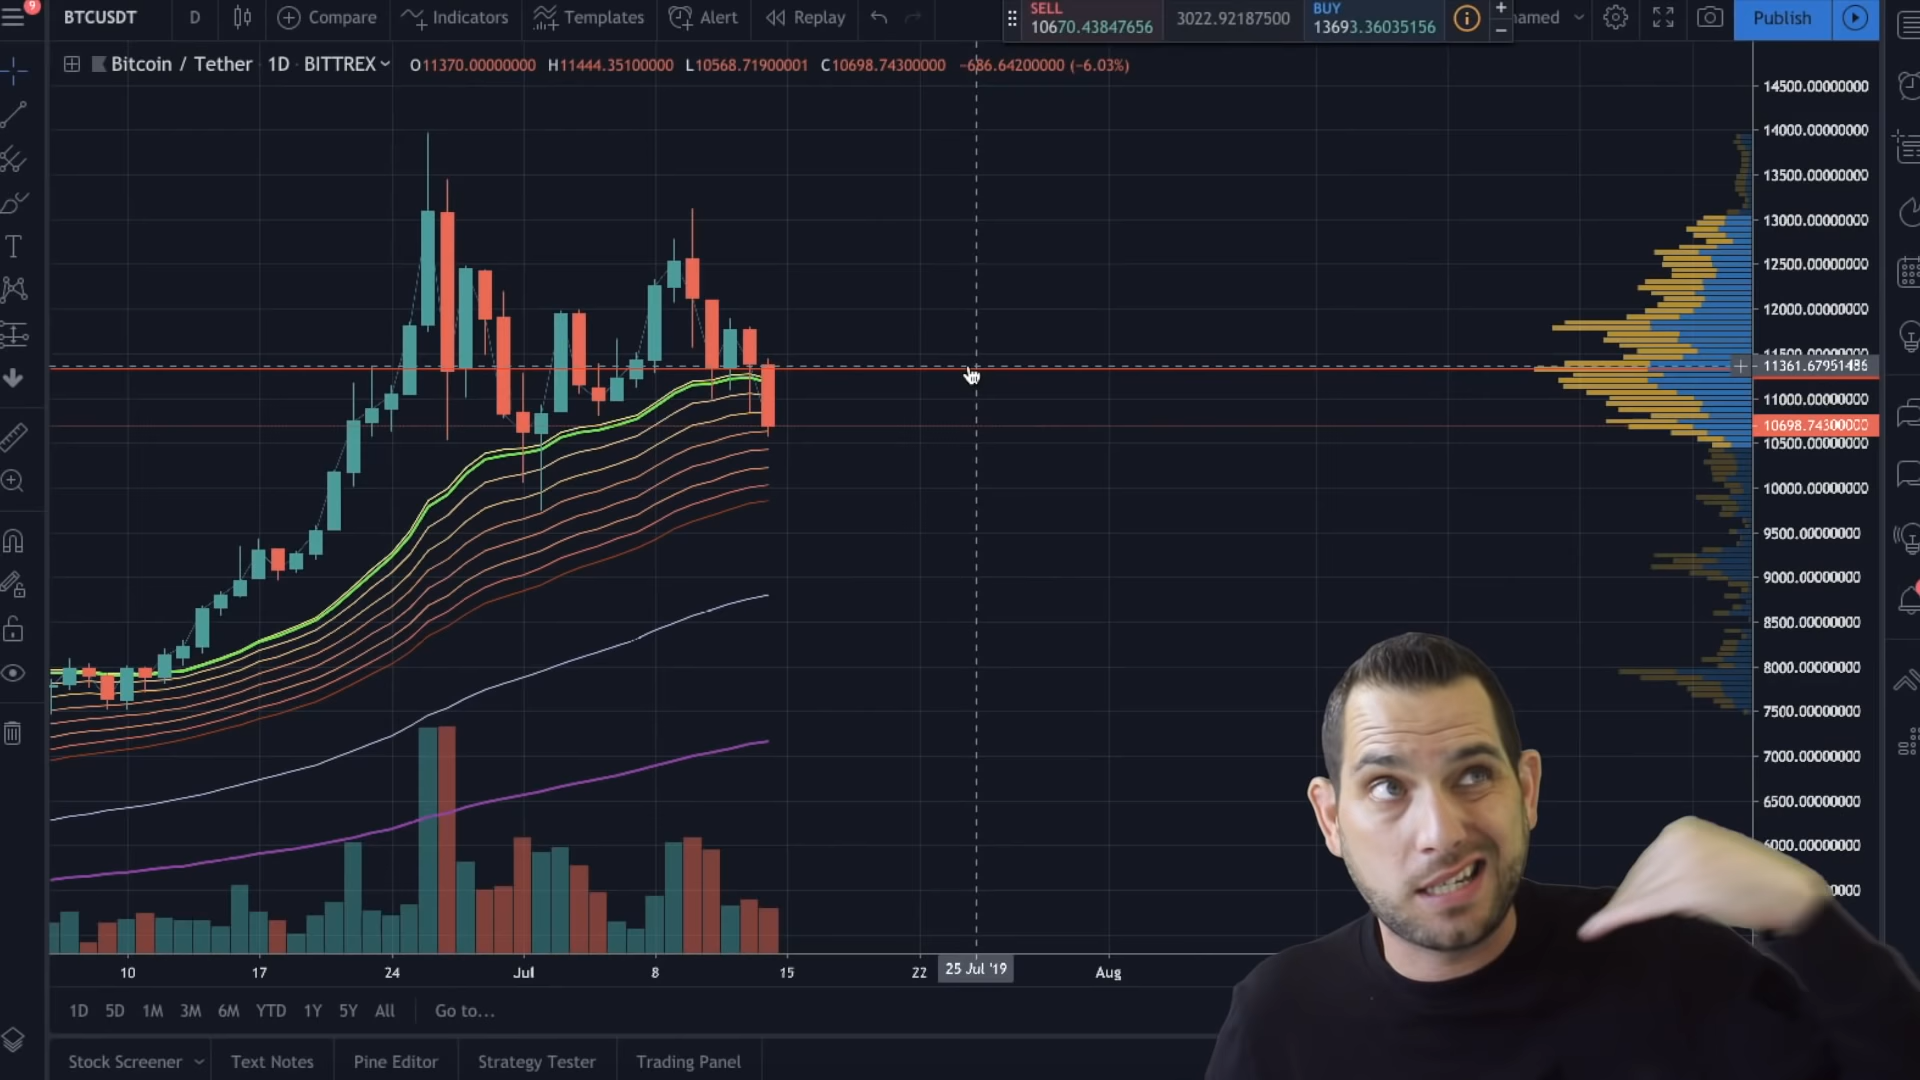 9
BTCUSDT D Compare Indicators Templates Alert Replay
SELL
10670.43847656
3022.92187500
BUY
13693.36035156
named
Publish
Bitcoin / Tether 1D BITTREX O11370.00000000 H11444.35100000 L10568.71900001 C10698.74300000 −686.64200000 (−6.03%)
14500.00000000
14000.00000000
13500.00000000
13000.00000000
12500.00000000
12000.00000000
11361.67951486
11000.00000000
10698.74300000
10500.00000000
10000.00000000
9500.00000000
9000.00000000
8500.00000000
8000.00000000
7500.00000000
7000.00000000
6500.00000000
10 17 24 Jul 8 15 22 25 Jul '19 Aug
1D 5D 1M 3M 6M YTD 1Y 5Y All Go to...
Stock Screener Text Notes Pine Editor Strategy Tester Trading Panel